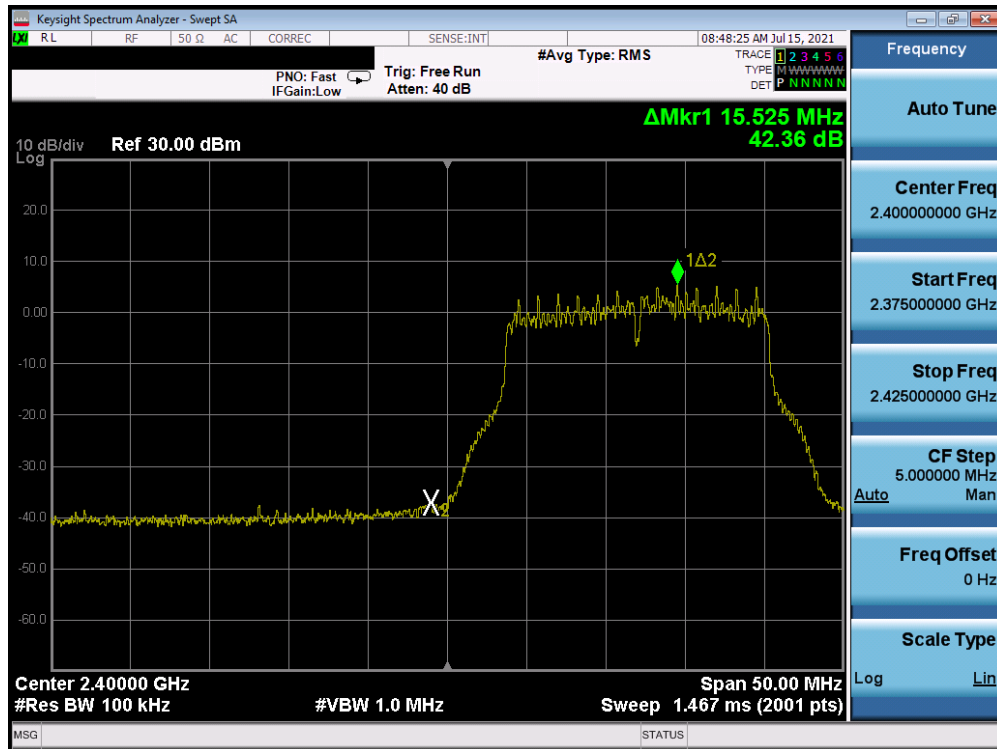 Keysight Spectrum Analyzer - Swept SA
LXI RL RF 50 Ω AC CORREC SENSE:INT 08:48:25 AM Jul 15, 2021
#Avg Type: RMS
TRACE 1 2 3 4 5 6
TYPE M W W W W W
DET P N N N N N
PNO: Fast
IFGain:Low
Trig: Free Run
Atten: 40 dB
ΔMkr1 15.525 MHz
42.36 dB
10 dB/div
Log
Ref 30.00 dBm
20.0
10.0
0.00
-10.0
-20.0
-30.0
-40.0
-50.0
-60.0
1Δ2
2
Center 2.40000 GHz
#Res BW 100 kHz
#VBW 1.0 MHz
Span 50.00 MHz
Sweep 1.467 ms (2001 pts)
MSG
STATUS
Frequency
Auto Tune
Center Freq
2.400000000 GHz
Start Freq
2.375000000 GHz
Stop Freq
2.425000000 GHz
CF Step
5.000000 MHz
Auto Man
Freq Offset
0 Hz
Scale Type
Log Lin